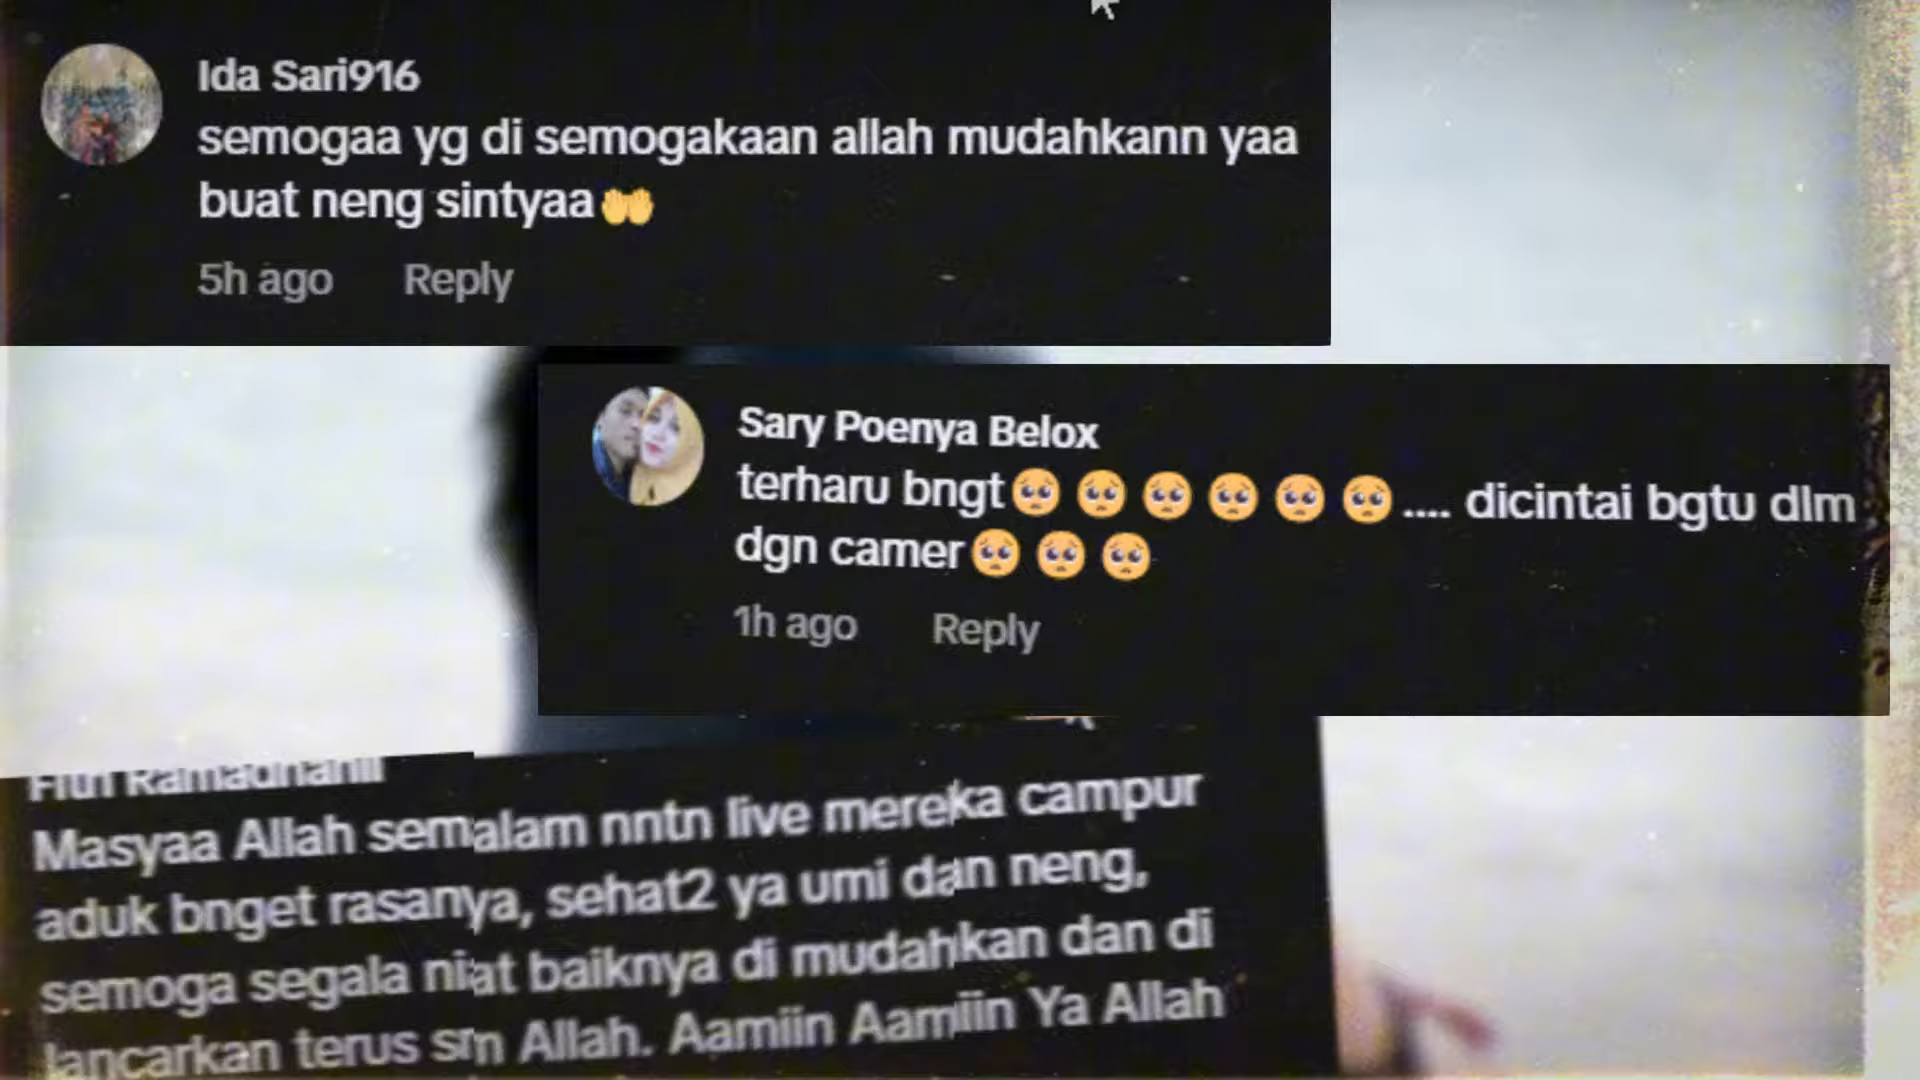 Ida Sari916
semogaa yg di semogakaan allah mudahkann yaa
buat neng sintyaa🤲
5h ago Reply
Sary Poenya Belox
terharu bngt🥺🥺🥺🥺🥺🥺.... dicintai bgtu dlm
dgn camer🥺🥺🥺
1h ago Reply
Fitri Ramadhanii
Masyaa Allah semalam nntn live mereka campur
aduk bnget rasanya, sehat2 ya umi dan neng,
semoga segala niat baiknya di mudahkan dan di
lancarkan terus sm Allah. Aamiin Aamiin Ya Allah